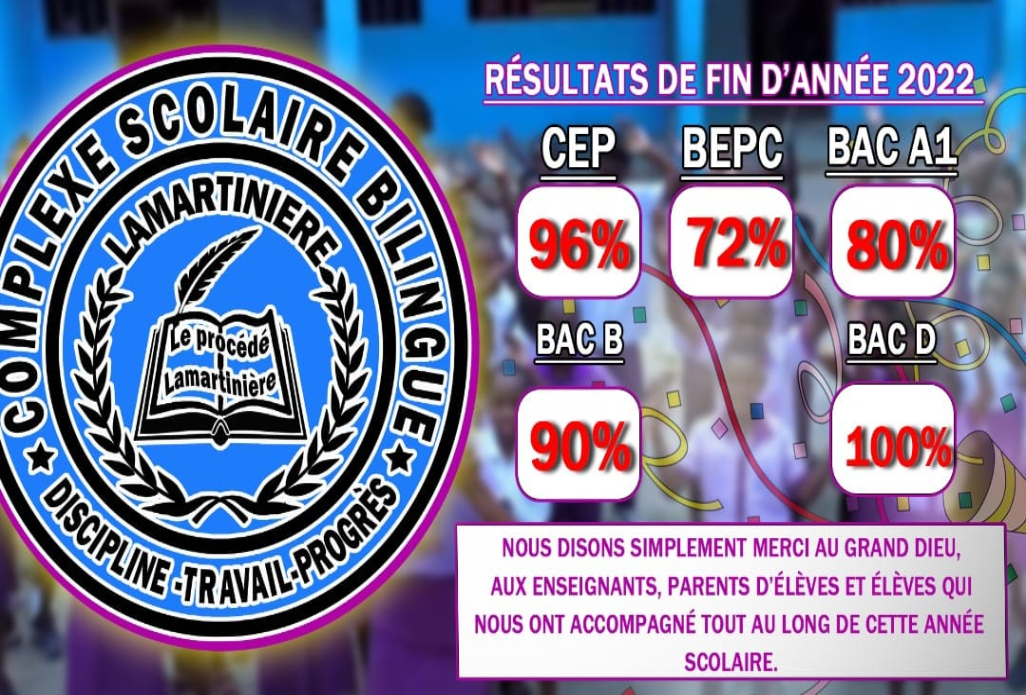 COMPLEXE SCOLAIRE BILINGUE
LAMARTINIERE
Le procédé
Lamartinière
DISCIPLINE -TRAVAIL-PROGRÈS
RÉSULTATS DE FIN D'ANNÉE 2022
CEP BEPC BAC A1
96% 72% 80%
BAC B BAC D
90% 100%
NOUS DISONS SIMPLEMENT MERCI AU GRAND DIEU,
AUX ENSEIGNANTS, PARENTS D'ÉLÈVES ET ÉLÈVES QUI
NOUS ONT ACCOMPAGNÉ TOUT AU LONG DE CETTE ANNÉE
SCOLAIRE.